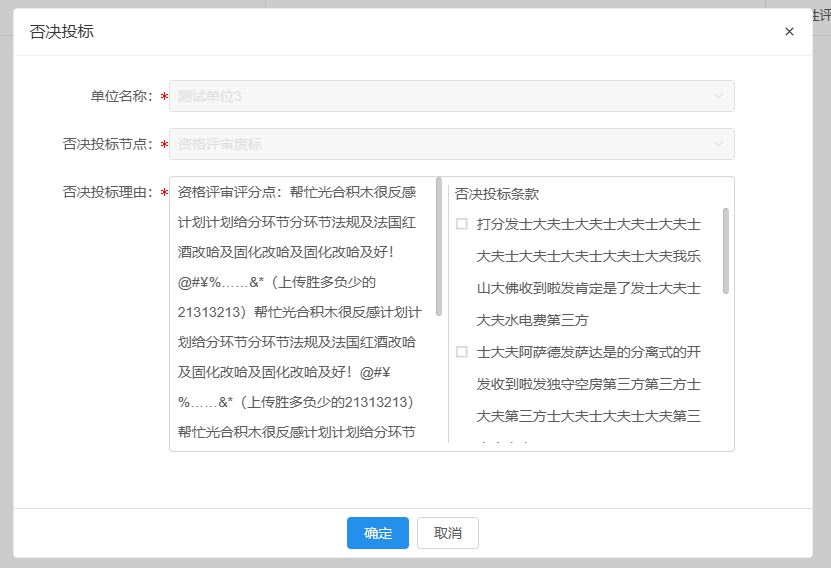 性评
否决投标
×
单位名称：*
测试单位3
否决投标节点：*
资格评审废标
否决投标理由：*
资格评审评分点：帮忙光合积木很反感
计划计划给分环节分环节法规及法国红
酒改哈及固化改哈及固化改哈及好！
@#¥%……&*（上传胜多负少的
21313213）帮忙光合积木很反感计划计
划给分环节分环节法规及法国红酒改哈
及固化改哈及固化改哈及好！@#¥
%……&*（上传胜多负少的21313213）
帮忙光合积木很反感计划计划给分环节
否决投标条款
打分发士大夫士大夫士大夫士大夫士
大夫士大夫士大夫士大夫士大夫我乐
山大佛收到啦发肯定是了发士大夫士
大夫水电费第三方
士大夫阿萨德发萨达是的分离式的开
发收到啦发独守空房第三方第三方士
大夫第三方士大夫士大夫士大夫第三
确定
取消